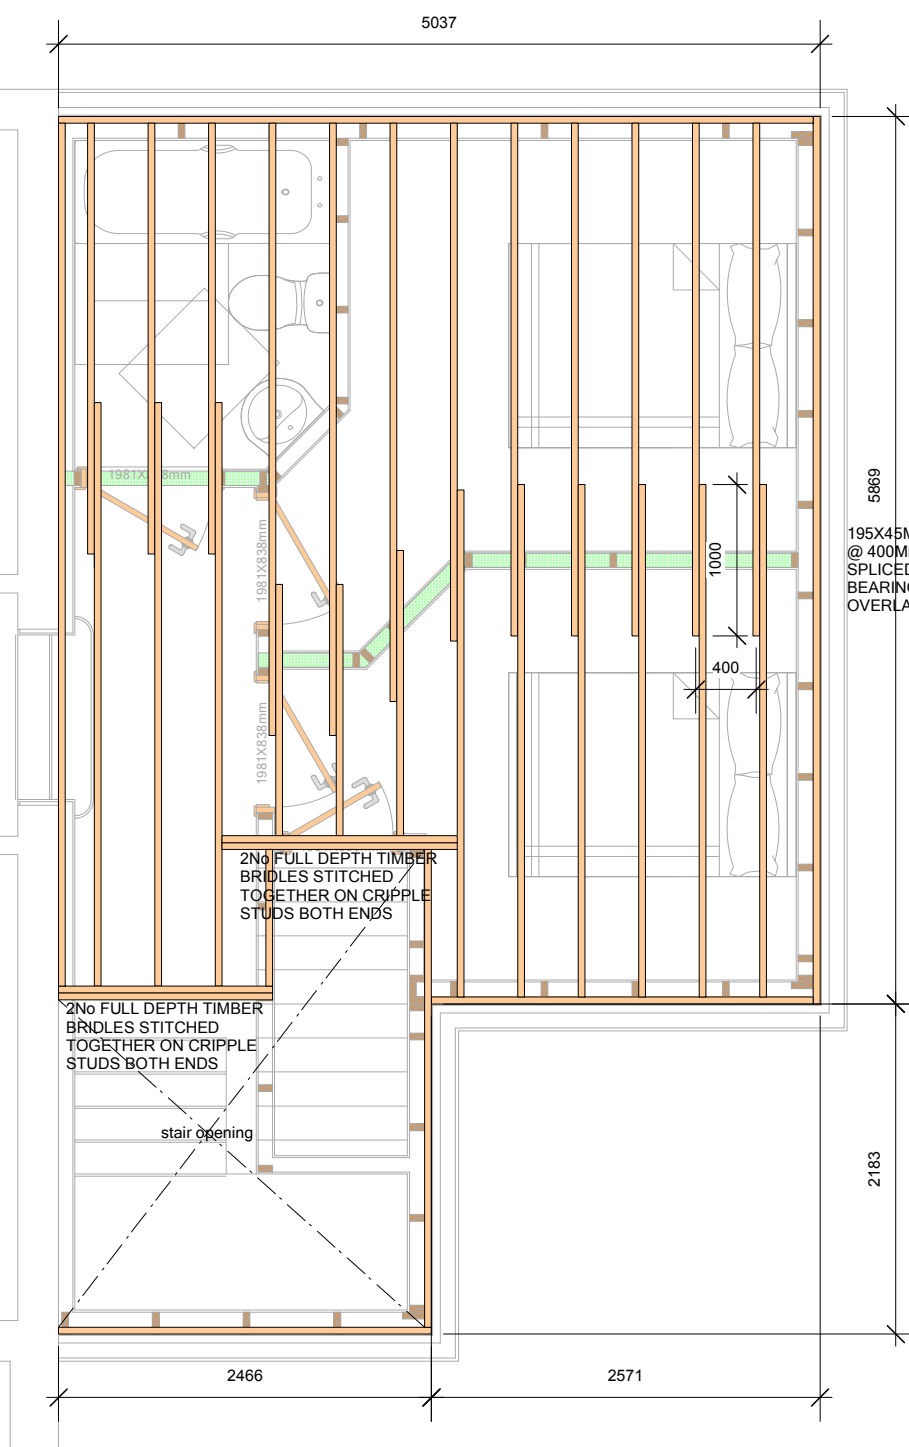 5037
1981X838mm
1981X838mm
1981X838mm
1000
400
5869
195X45M
@ 400M
SPLICED
BEARING
OVERLA
2No FULL DEPTH TIMBER
BRIDLES STITCHED
TOGETHER ON CRIPPLE
STUDS BOTH ENDS
2No FULL DEPTH TIMBER
BRIDLES STITCHED
TOGETHER ON CRIPPLE
STUDS BOTH ENDS
stair opening
2183
2466
2571